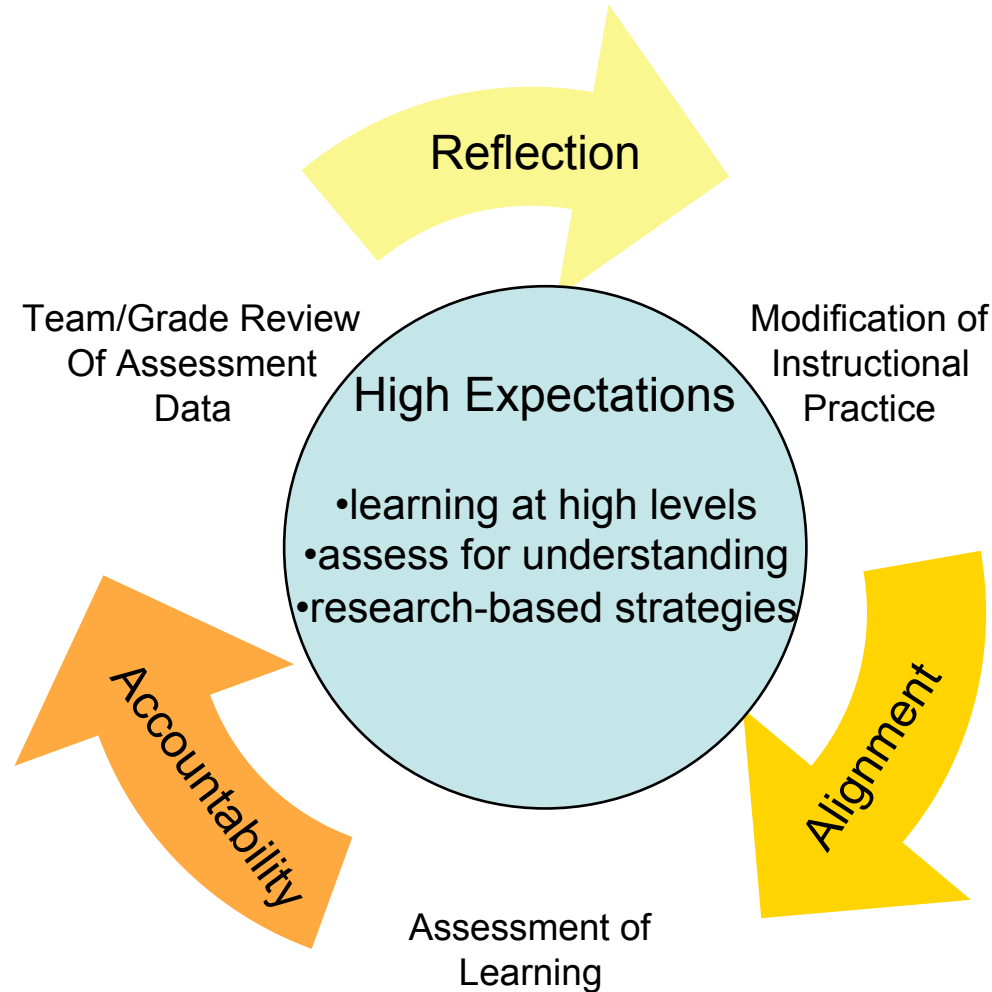 Reflection
Team/Grade Review
Of Assessment
Data
Modification of
Instructional
Practice
High Expectations
•learning at high levels
•assess for understanding
•research-based strategies
Accountability
Alignment
Assessment of
Learning